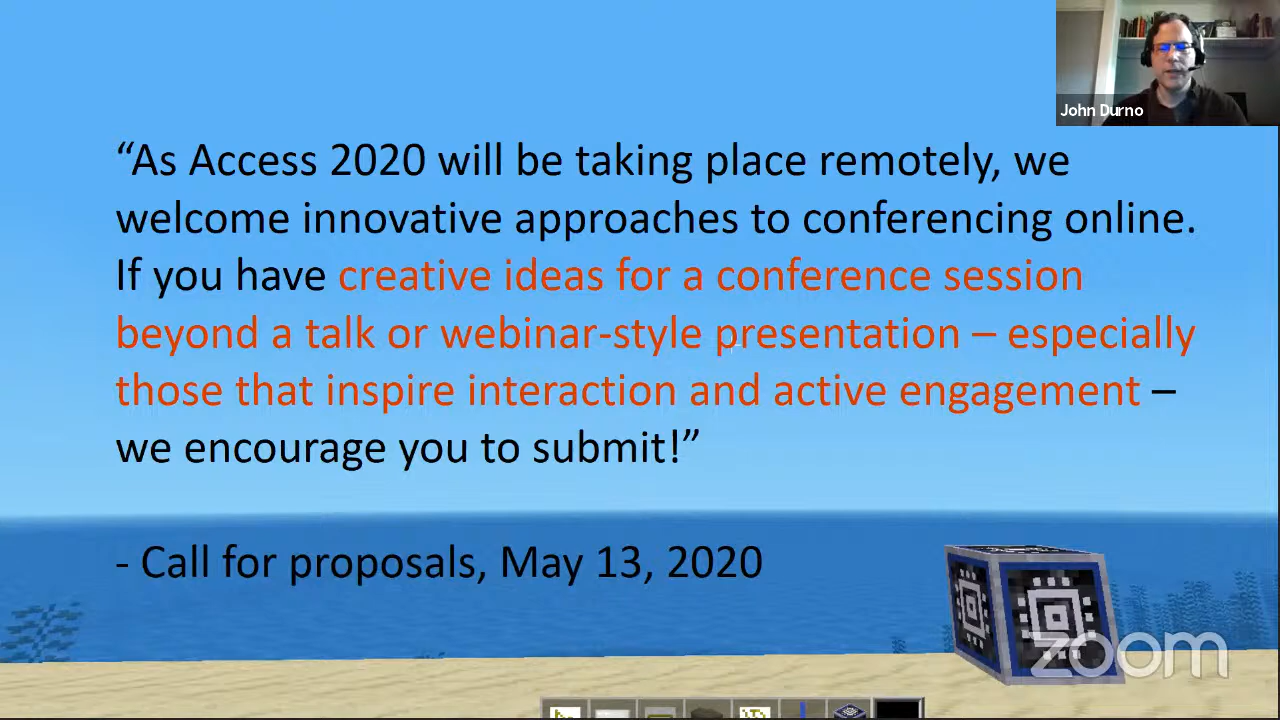 John Durno
“As Access 2020 will be taking place remotely, we
welcome innovative approaches to conferencing online.
If you have creative ideas for a conference session
beyond a talk or webinar-style presentation – especially
those that inspire interaction and active engagement –
we encourage you to submit!”
- Call for proposals, May 13, 2020
zoom